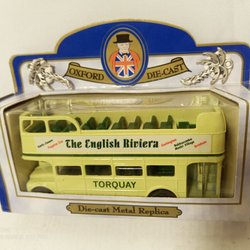 OXFORD DIE-CAST
The English Riviera
TORQUAY
Die-cast Metal Replica